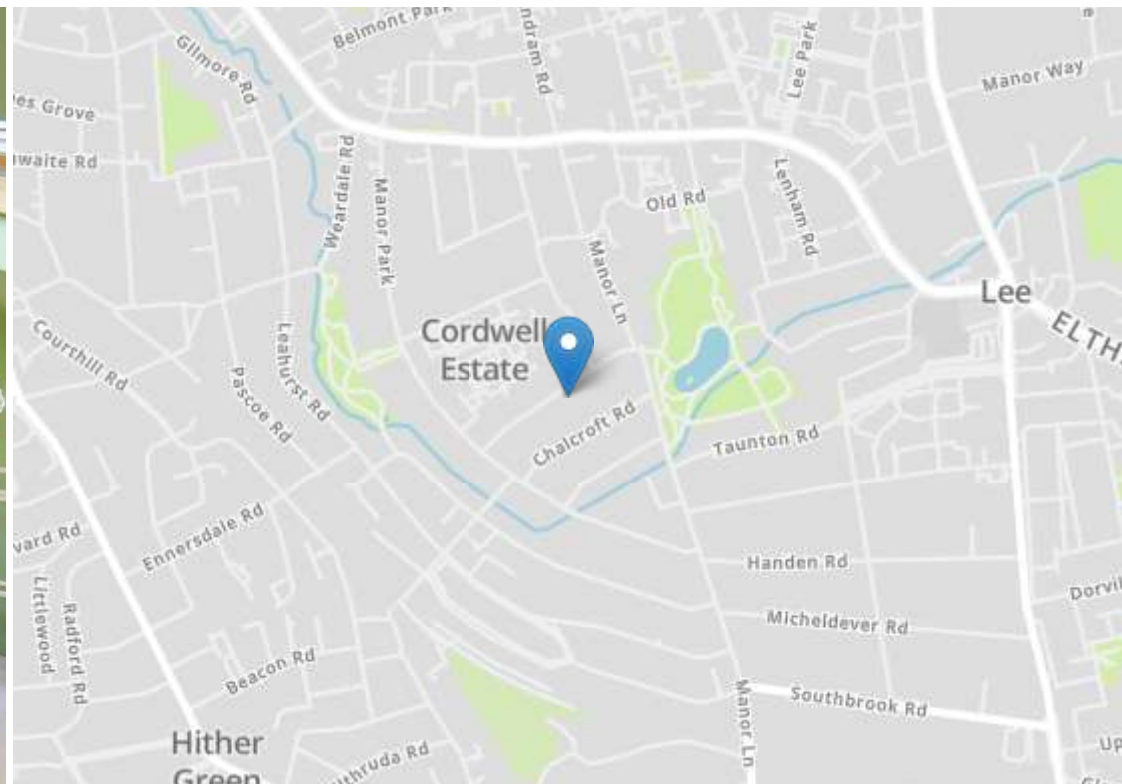 Belmont Park
Gilmore Rd
Lee Park
Manor Way
Weardale Rd
Manor Park
Old Rd
Lenham Rd
Manor Ln
Lee
Courthill Rd
Leahurst Rd
Pascoe Rd
Cordwell
Estate
Chalcroft Rd
Taunton Rd
Ennersdale Rd
Handen Rd
Littlewood
Radford Rd
Micheldever Rd
Beacon Rd
Manor Ln
Southbrook Rd
Hither
Green